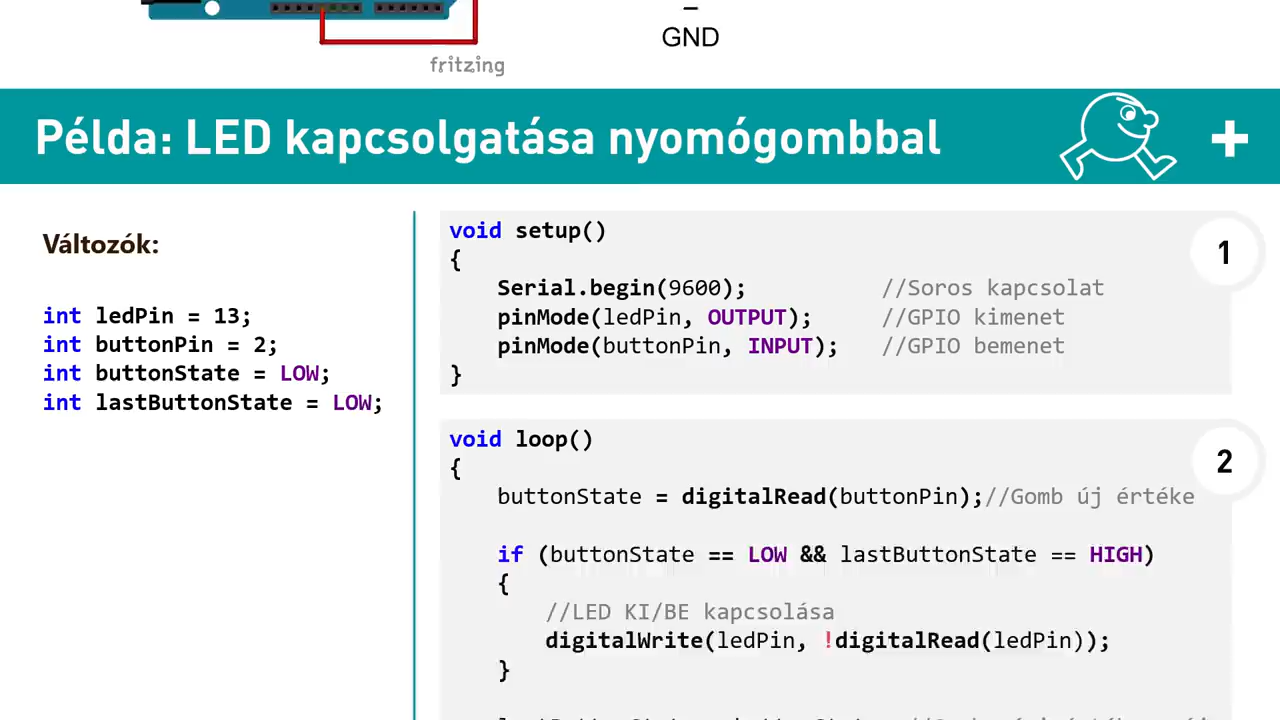 GND
fritzing
Példa: LED kapcsolgatása nyomógombbal
+
Változók:
int ledPin = 13;
int buttonPin = 2;
int buttonState = LOW;
int lastButtonState = LOW;
1
void setup()
{
Serial.begin(9600); //Soros kapcsolat
pinMode(ledPin, OUTPUT); //GPIO kimenet
pinMode(buttonPin, INPUT); //GPIO bemenet
}
2
void loop()
{
buttonState = digitalRead(buttonPin);//Gomb új értéke
if (buttonState == LOW && lastButtonState == HIGH)
{
//LED KI/BE kapcsolása
digitalWrite(ledPin, !digitalRead(ledPin));
}